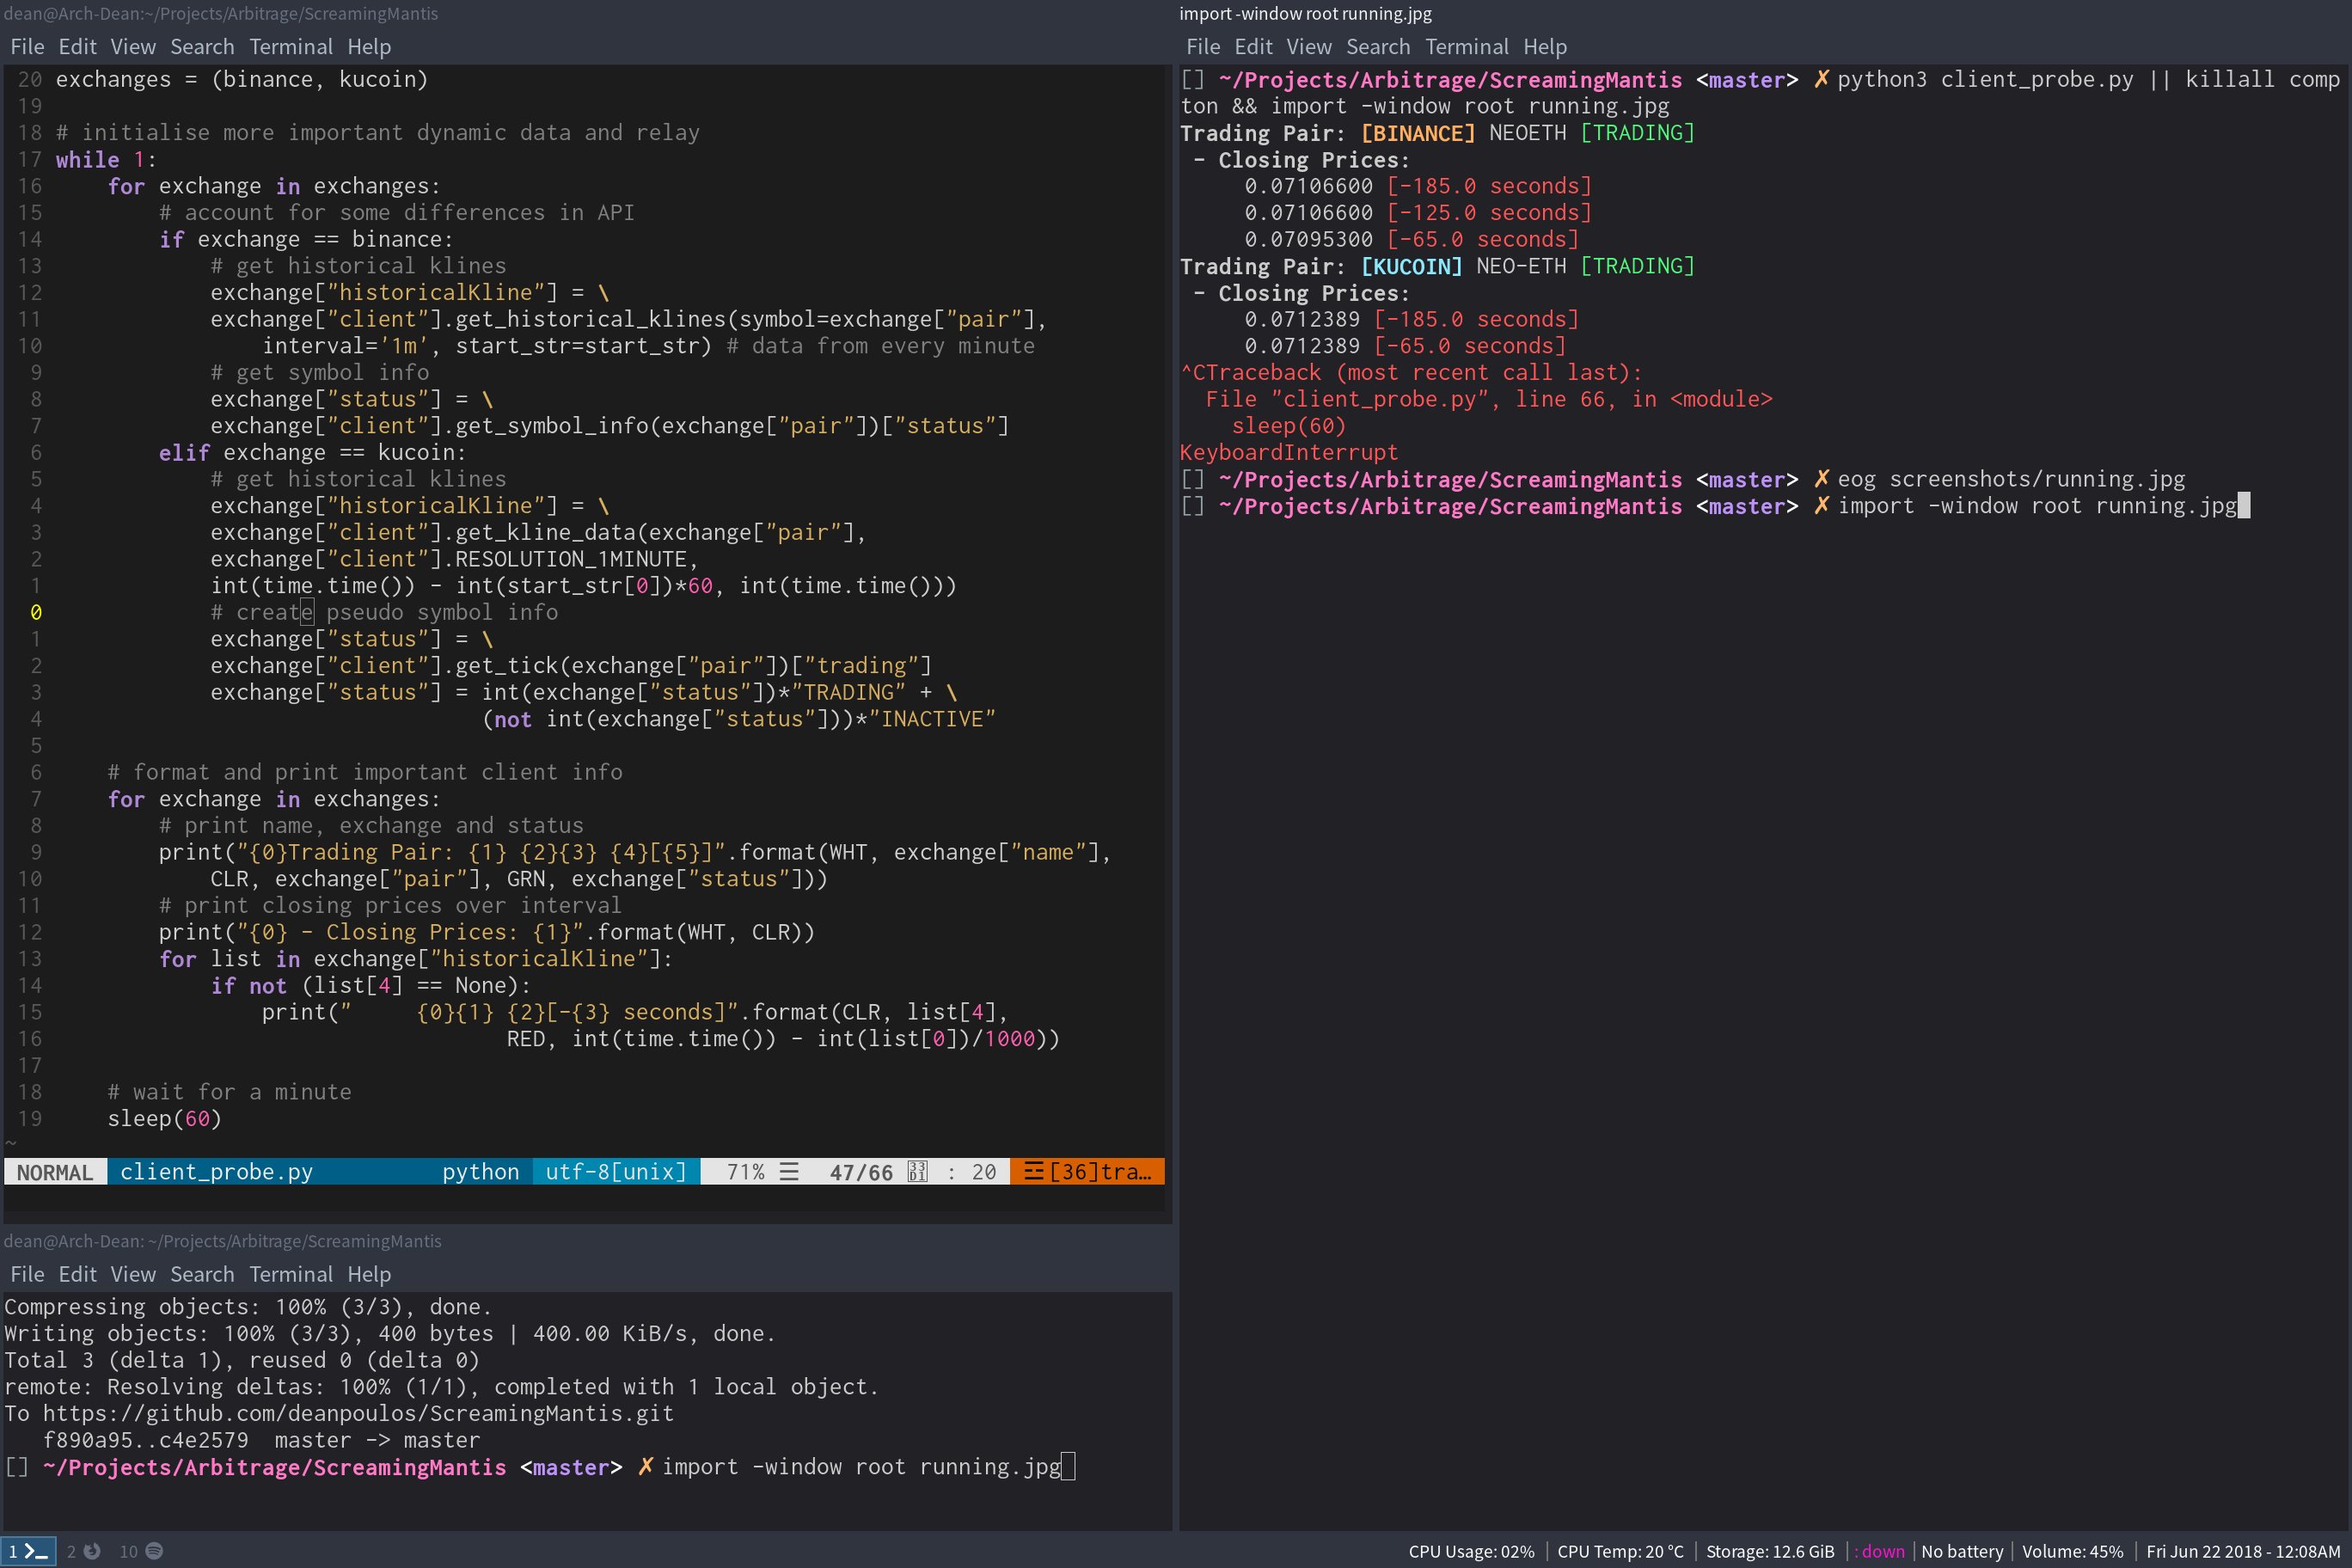 dean@Arch-Dean:~/Projects/Arbitrage/ScreamingMantis
File Edit View Search Terminal Help
20 exchanges = (binance, kucoin)
19
18 # initialise more important dynamic data and relay
17 while 1:
16     for exchange in exchanges:
15         # account for some differences in API
14         if exchange == binance:
13             # get historical klines
12             exchange["historicalKline"] = \
11             exchange["client"].get_historical_klines(symbol=exchange["pair"],
10                 interval='1m', start_str=start_str) # data from every minute
9             # get symbol info
8             exchange["status"] = \
7             exchange["client"].get_symbol_info(exchange["pair"])["status"]
6         elif exchange == kucoin:
5             # get historical klines
4             exchange["historicalKline"] = \
3             exchange["client"].get_kline_data(exchange["pair"],
2             exchange["client"].RESOLUTION_1MINUTE,
1             int(time.time()) - int(start_str[0])*60, int(time.time()))
0             # create pseudo symbol info
1             exchange["status"] = \
2             exchange["client"].get_tick(exchange["pair"])["trading"]
3             exchange["status"] = int(exchange["status"])*"TRADING" + \
4                                  (not int(exchange["status"]))*"INACTIVE"
5
6     # format and print important client info
7     for exchange in exchanges:
8         # print name, exchange and status
9         print("{0}Trading Pair: {1} {2}{3} {4}[{5}]".format(WHT, exchange["name"],
10             CLR, exchange["pair"], GRN, exchange["status"]))
11         # print closing prices over interval
12         print("{0} - Closing Prices: {1}".format(WHT, CLR))
13         for list in exchange["historicalKline"]:
14             if not (list[4] == None):
15                 print("     {0}{1} {2}[-{3} seconds]".format(CLR, list[4],
16                                    RED, int(time.time()) - int(list[0])/1000))
17
18     # wait for a minute
19     sleep(60)
~
NORMAL client_probe.py python utf-8[unix] 71% ☰ 47/66 : 20 ☲[36]tra…
dean@Arch-Dean:~/Projects/Arbitrage/ScreamingMantis
File Edit View Search Terminal Help
Compressing objects: 100% (3/3), done.
Writing objects: 100% (3/3), 400 bytes | 400.00 KiB/s, done.
Total 3 (delta 1), reused 0 (delta 0)
remote: Resolving deltas: 100% (1/1), completed with 1 local object.
To https://github.com/deanpoulos/ScreamingMantis.git
   f890a95..c4e2579  master -> master
[] ~/Projects/Arbitrage/ScreamingMantis <master> ✗ import -window root running.jpg
import -window root running.jpg
File Edit View Search Terminal Help
[] ~/Projects/Arbitrage/ScreamingMantis <master> ✗ python3 client_probe.py || killall comp
ton && import -window root running.jpg
Trading Pair: [BINANCE] NEOETH [TRADING]
 - Closing Prices:
     0.07106600 [-185.0 seconds]
     0.07106600 [-125.0 seconds]
     0.07095300 [-65.0 seconds]
Trading Pair: [KUCOIN] NEO-ETH [TRADING]
 - Closing Prices:
     0.0712389 [-185.0 seconds]
     0.0712389 [-65.0 seconds]
^CTraceback (most recent call last):
  File "client_probe.py", line 66, in <module>
    sleep(60)
KeyboardInterrupt
[] ~/Projects/Arbitrage/ScreamingMantis <master> ✗ eog screenshots/running.jpg
[] ~/Projects/Arbitrage/ScreamingMantis <master> ✗ import -window root running.jpg
1 >_ 2 10 CPU Usage: 02% | CPU Temp: 20 °C | Storage: 12.6 GiB | : down | No battery | Volume: 45% | Fri Jun 22 2018 - 12:08AM